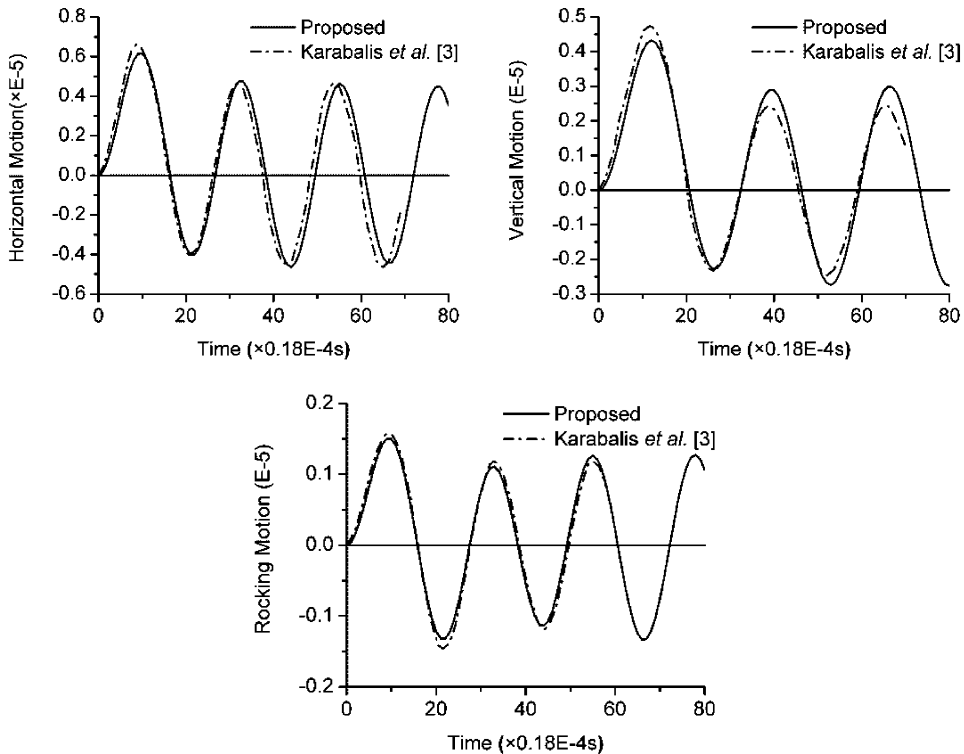 Proposed
Karabalis et al. [3]
Horizontal Motion(×E-5)
0.8
0.6
0.4
0.2
0.0
-0.2
-0.4
-0.6
0 20 40 60 80
Time (×0.18E-4s)
Proposed
Karabalis et al. [3]
Vertical Motion (E-5)
0.5
0.4
0.3
0.2
0.1
0.0
-0.1
-0.2
-0.3
0 20 40 60 80
Time (×0.18E-4s)
Proposed
Karabalis et al. [3]
Rocking Motion (E-5)
0.2
0.1
0.0
-0.1
-0.2
0 20 40 60 80
Time (×0.18E-4s)